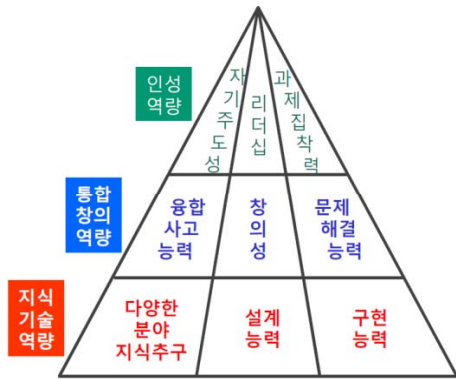 인성
역량
자기주도성
리더십
과제집착력
통합
창의
역량
융합
사고
능력
창의성
문제
해결
능력
지식
기술
역량
다양한
분야
지식추구
설계
능력
구현
능력